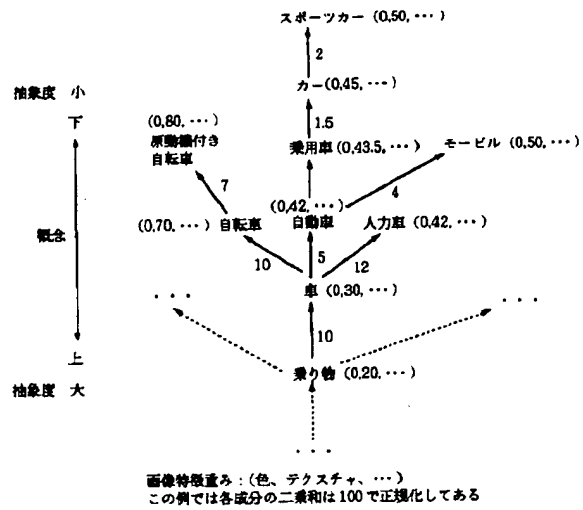 スポーツカー (0,50, ・・・)
2
カー (0,45, ・・・)
抽象度 小
下
1.5
(0,80, ・・・)
原動機付き
自転車
乗用車 (0,43.5, ・・・)
モービル (0,50, ・・・)
7
4
(0,42, ・・・)
(0,70, ・・・) 自転車
自動車
人力車 (0,42, ・・・)
概念
10
5
12
車 (0,30, ・・・)
・・・
・・・
10
上
乗り物 (0,20, ・・・)
抽象度 大
・・・
画像特徴重み：(色、テクスチャ、・・・)
この例では各成分の二乗和は100で正規化してある